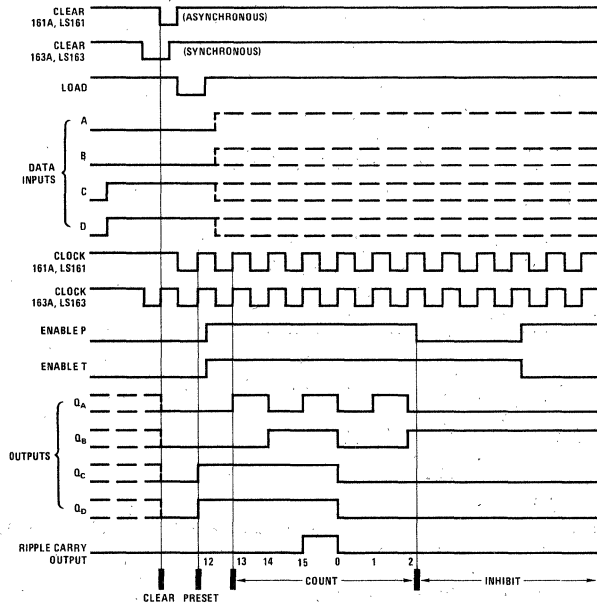 CLEAR
161A, LS161
(ASYNCHRONOUS)
CLEAR
163A, LS163
(SYNCHRONOUS)
LOAD
DATA
INPUTS
A
B
C
D
CLOCK
161A, LS161
CLOCK
163A, LS163
ENABLE P
ENABLE T
OUTPUTS
QA
QB
QC
QD
RIPPLE CARRY
OUTPUT
12 13 14 15 0 1 2
COUNT INHIBIT
CLEAR PRESET